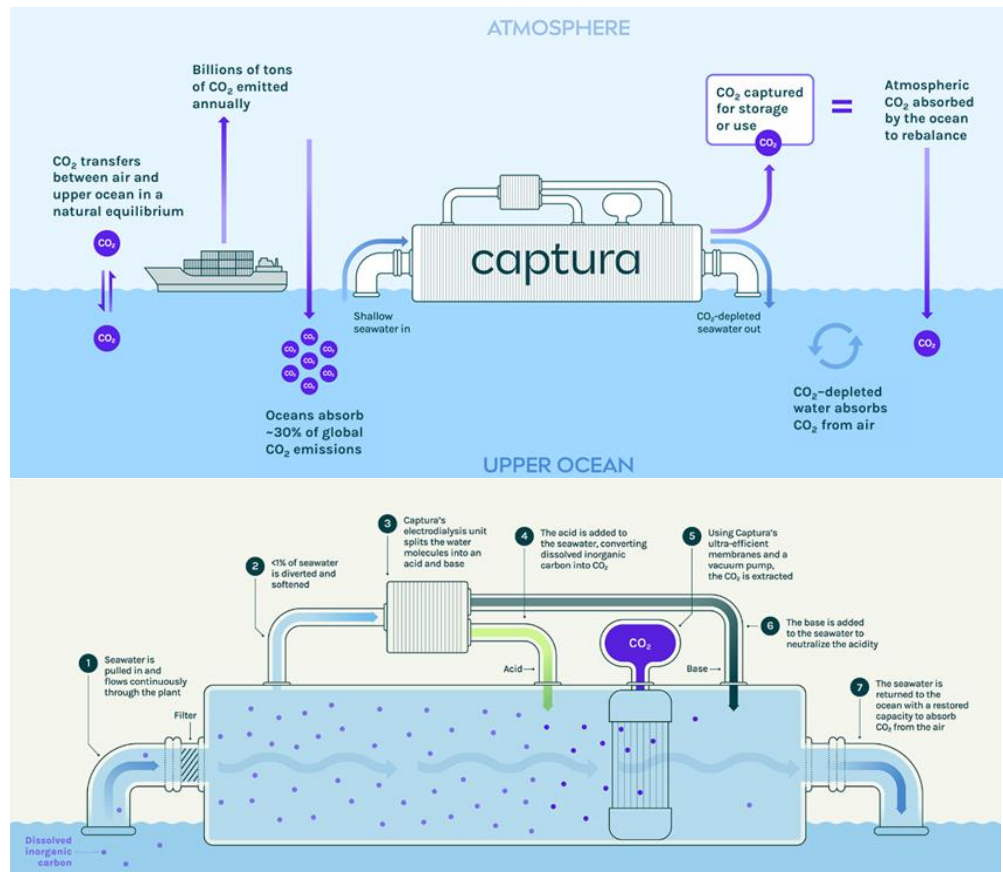 ATMOSPHERE
Billions of tons
of CO₂ emitted
annually
CO₂ transfers
between air and
upper ocean in a
natural equilibrium
CO₂
CO₂
CO₂
CO₂
CO₂
CO₂
CO₂
CO₂
CO₂
Oceans absorb
~30% of global
CO₂ emissions
Shallow
seawater in
captura
CO₂ captured
for storage
or use
CO₂
=
Atmospheric
CO₂ absorbed
by the ocean
to rebalance
CO₂-depleted
seawater out
CO₂
CO₂-depleted
water absorbs
CO₂ from air
UPPER OCEAN
1
Seawater is
pulled in and
flows continuously
through the plant
Filter
2
<1% of seawater
is diverted and
softened
3
Captura's
electrodialysis unit
splits the water
molecules into an
acid and base
4
The acid is added to
the seawater, converting
dissolved inorganic
carbon into CO₂
Acid
5
Using Captura's
ultra-efficient
membranes and a
vacuum pump,
the CO₂ is extracted
CO₂
Base
6
The base is added
to the seawater to
neutralize the acidity
7
The seawater is
returned to the
ocean with a restored
capacity to absorb
CO₂ from the air
Dissolved
inorganic
carbon